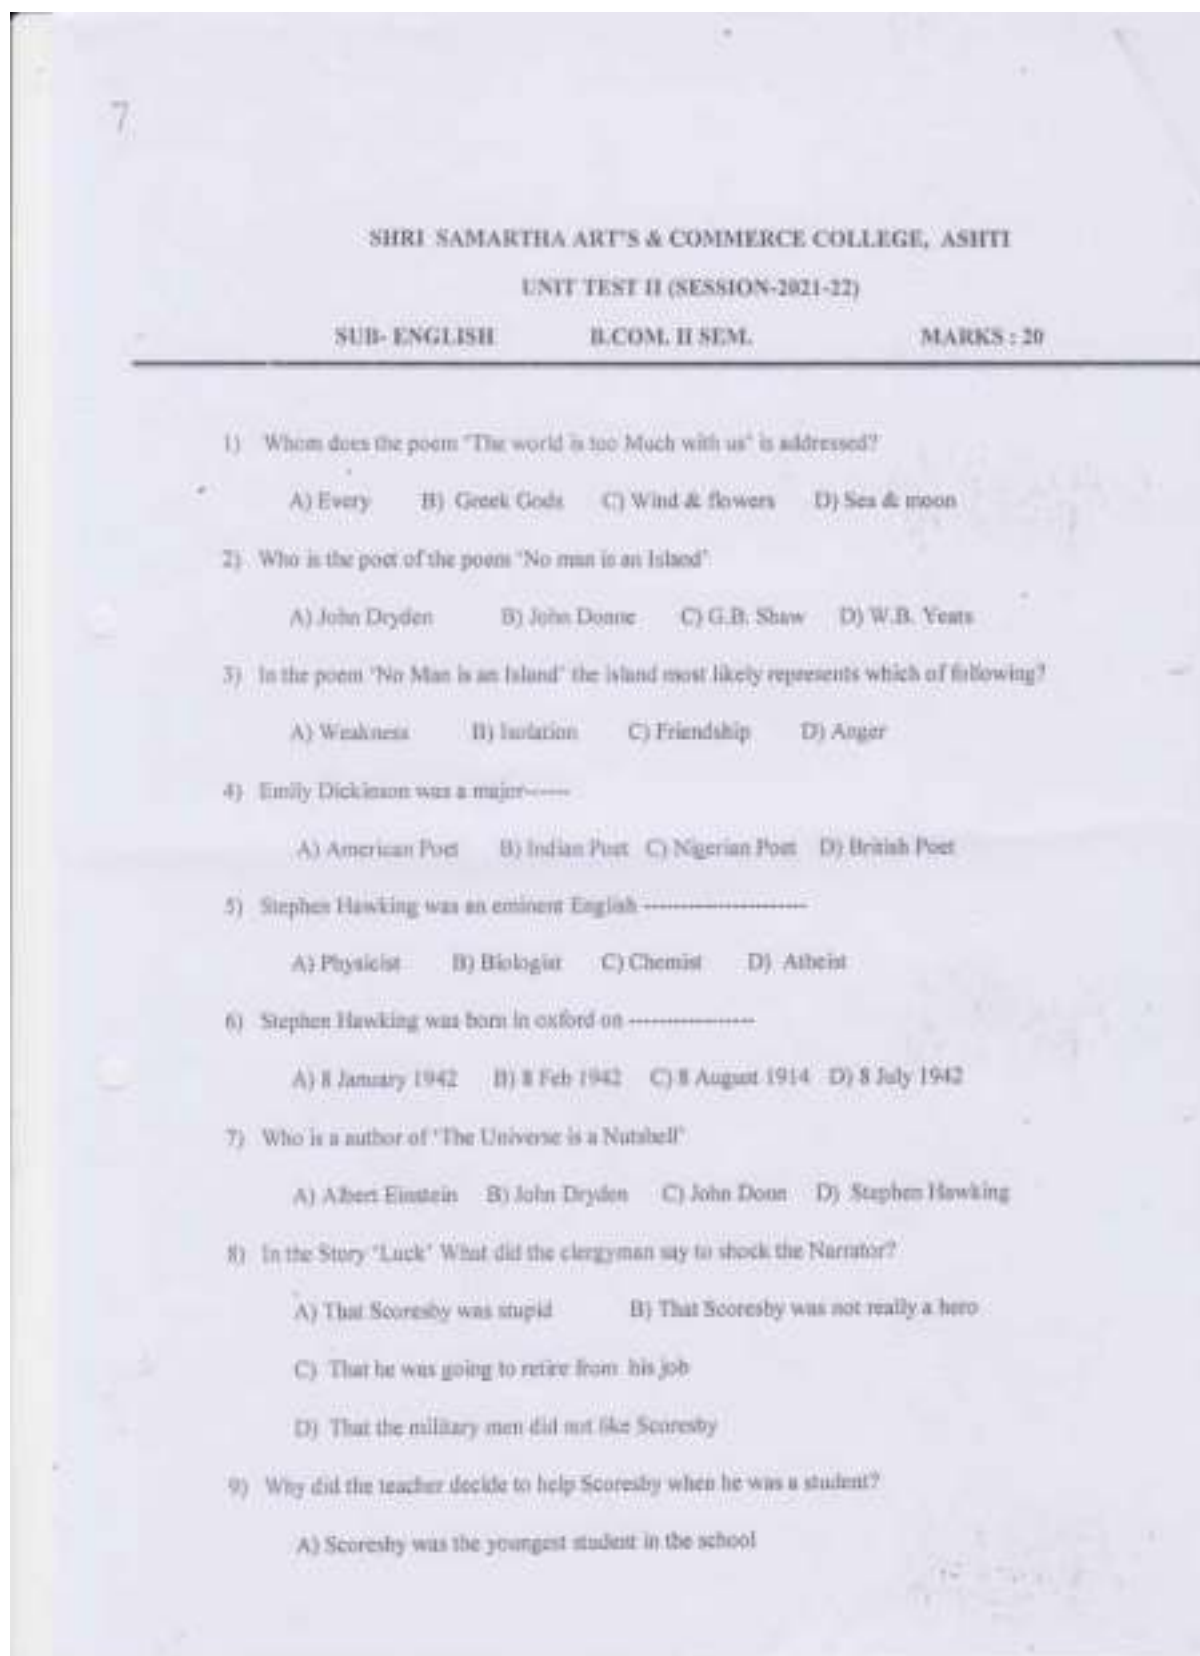 7
SHRI SAMARTHA ART'S & COMMERCE COLLEGE, ASHTI
UNIT TEST II (SESSION-2021-22)
SUB- ENGLISH B.COM. II SEM. MARKS : 20
1) Whom does the poem "The world is too Much with us" is addressed?
A) Every B) Greek Gods C) Wind & flowers D) Sea & moon
2) Who is the poet of the poem "No man is an Island"
A) John Dryden B) John Donne C) G.B. Shaw D) W.B. Yeats
3) In the poem "No Man is an Island" the island most likely represents which of following?
A) Weakness B) Isolation C) Friendship D) Anger
4) Emily Dickinson was a major------
A) American Poet B) Indian Poet C) Nigerian Poet D) British Poet
5) Stephen Hawking was an eminent English -----------------------
A) Physicist B) Biologist C) Chemist D) Atheist
6) Stephen Hawking was born in oxford on ------------------
A) 8 January 1942 B) 8 Feb 1942 C) 8 August 1914 D) 8 July 1942
7) Who is a author of "The Universe is a Nutshell"
A) Albert Einstein B) John Dryden C) John Donn D) Stephen Hawking
8) In the Story "Luck" What did the clergyman say to shock the Narrator?
A) That Scoresby was stupid B) That Scoresby was not really a hero
C) That he was going to retire from his job
D) That the military men did not like Scoresby
9) Why did the teacher decide to help Scoresby when he was a student?
A) Scoresby was the youngest student in the school